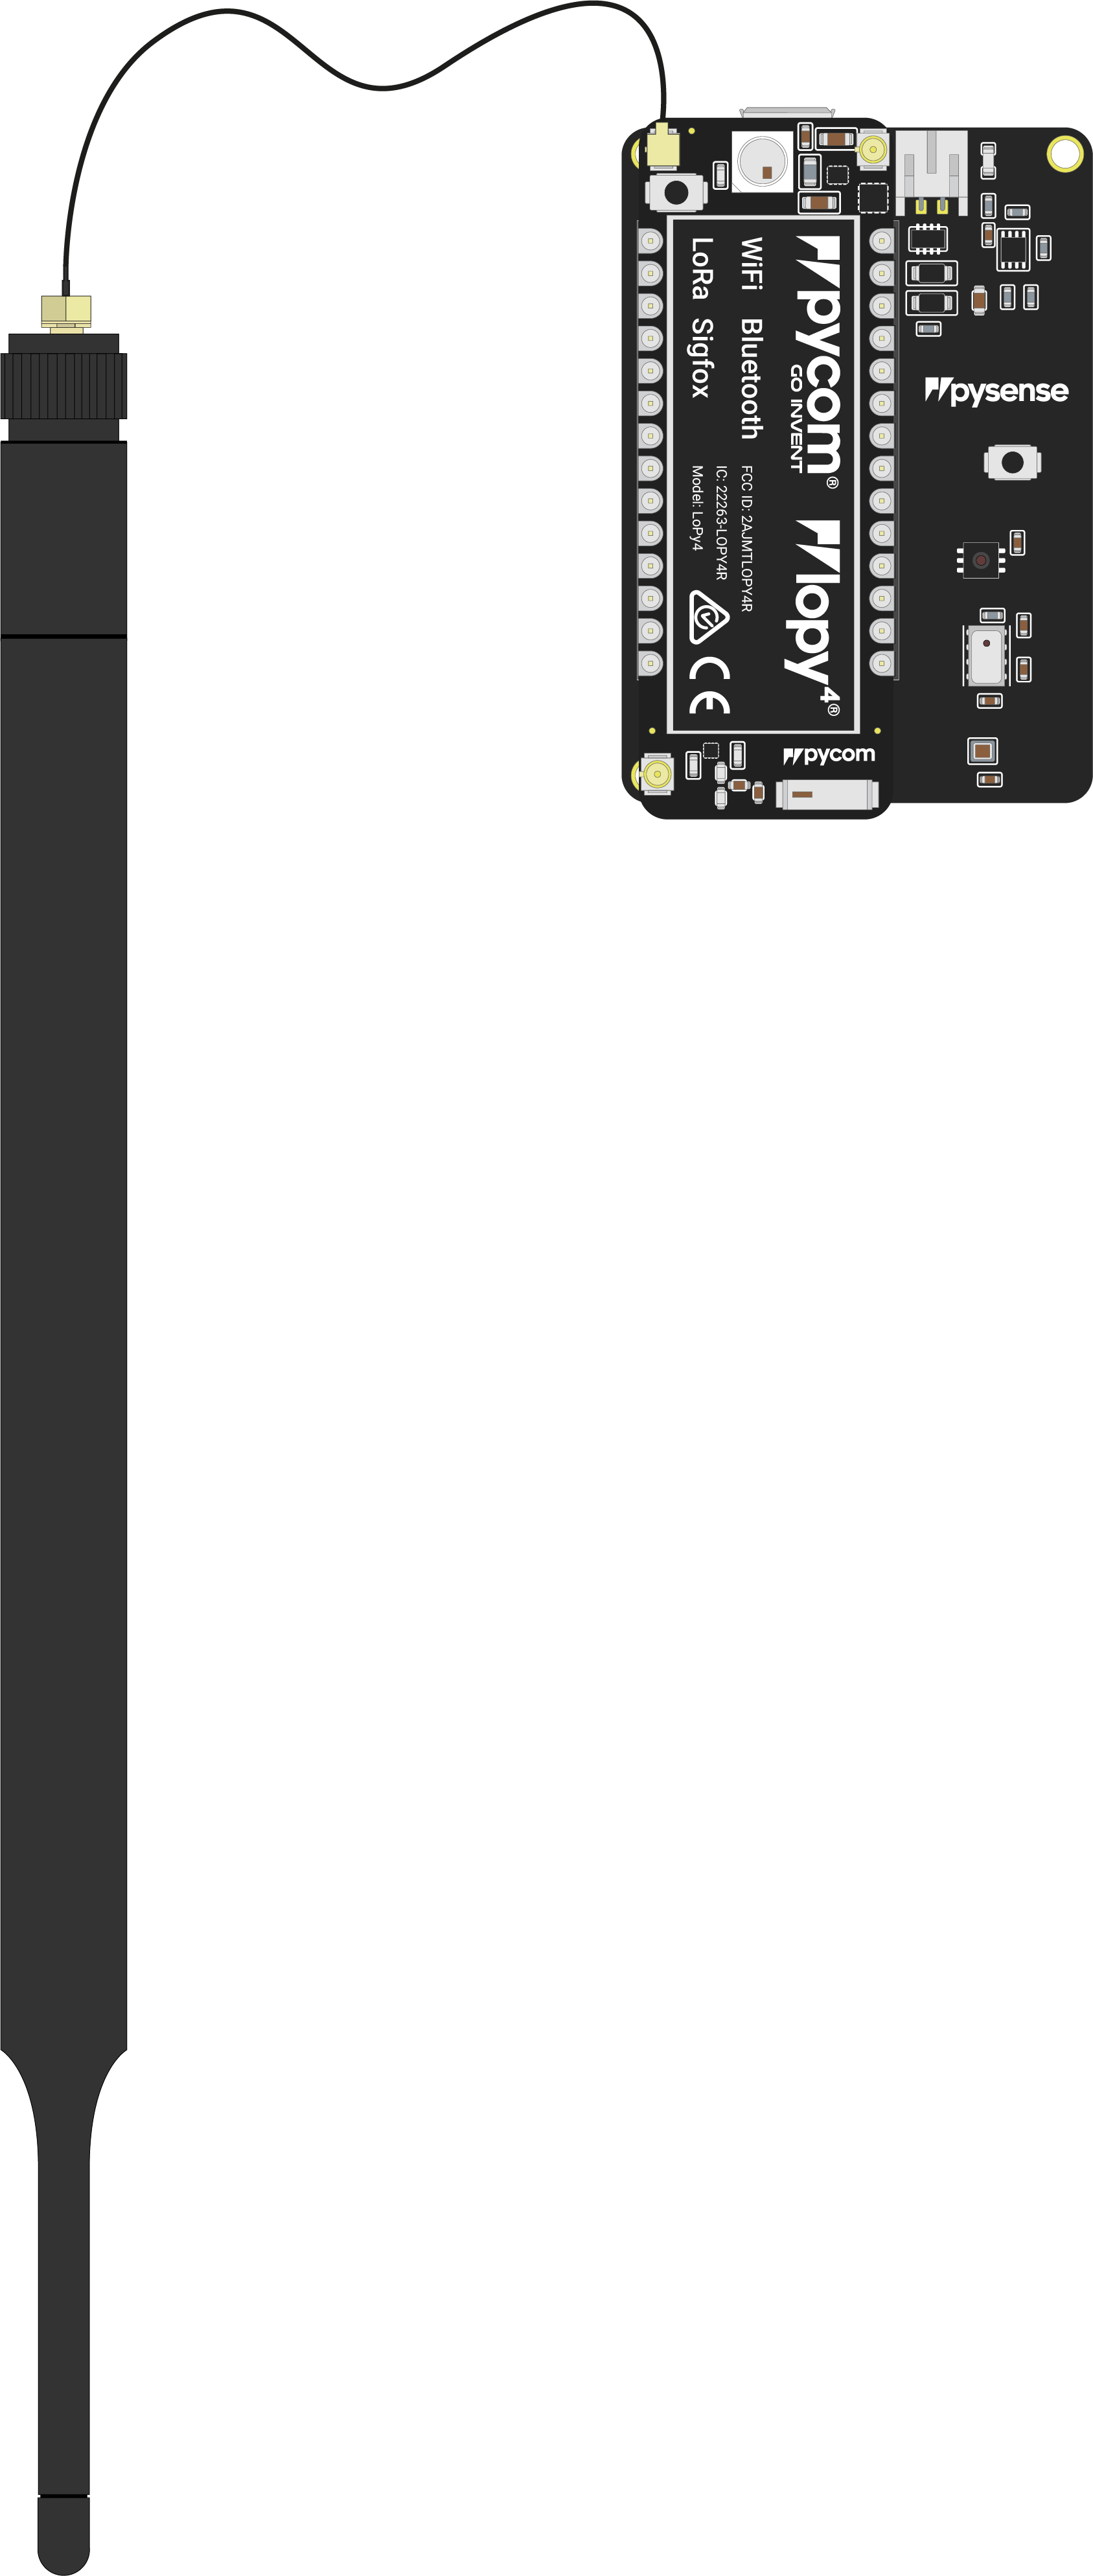 pycom®
GO INVENT
lopy4®
WiFi Bluetooth
LoRa Sigfox
FCC ID: 2AJMTLOPY4R
IC: 22263-LOPY4R
Model: LoPy4
CE
pycom
pysense